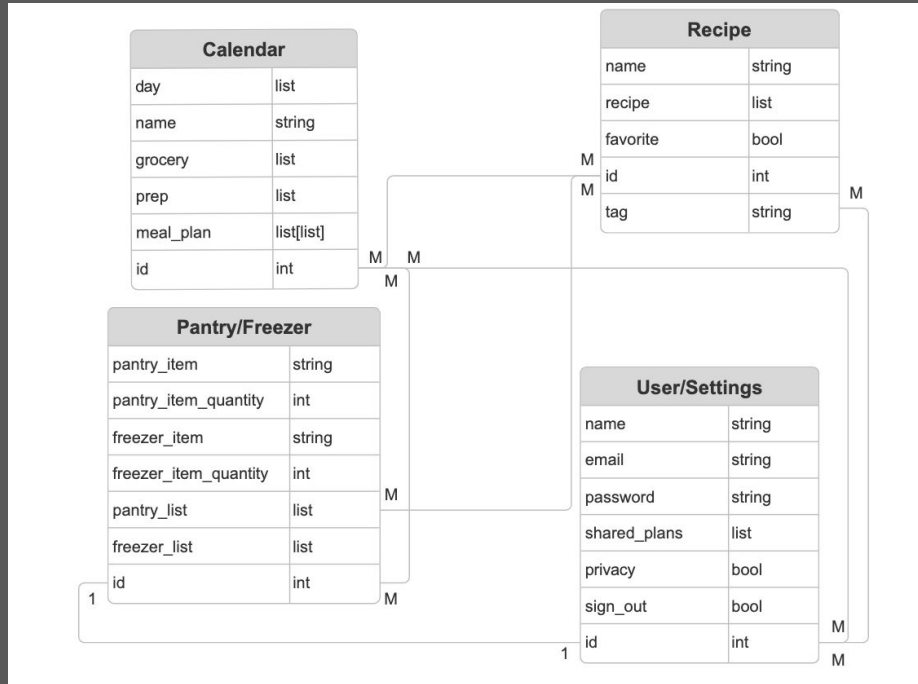 Calendar
day list
name string
grocery list
prep list
meal_plan list[list]
id int
M M
M
Recipe
name string
recipe list
favorite bool
M
id int
M
tag string
M
Pantry/Freezer
pantry_item string
pantry_item_quantity int
freezer_item string
freezer_item_quantity int
M
pantry_list list
freezer_list list
id int
1 M
User/Settings
name string
email string
password string
shared_plans list
privacy bool
sign_out bool
M
id int
1 M